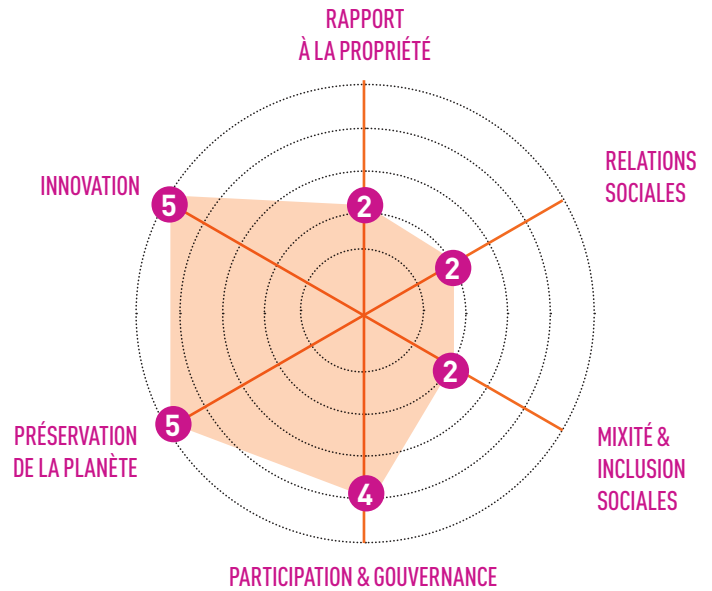 RAPPORT
À LA PROPRIÉTÉ
RELATIONS
SOCIALES
INNOVATION
5
2
2
2
5
4
MIXITÉ &
INCLUSION
SOCIALES
PRÉSERVATION
DE LA PLANÈTE
PARTICIPATION & GOUVERNANCE